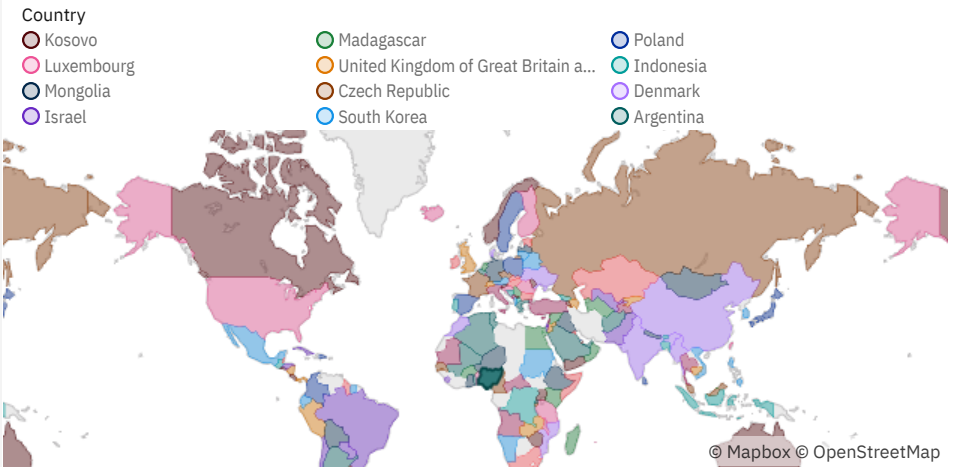 Country
Kosovo
Madagascar
Poland
Luxembourg
United Kingdom of Great Britain a...
Indonesia
Mongolia
Czech Republic
Denmark
Israel
South Korea
Argentina
© Mapbox © OpenStreetMap